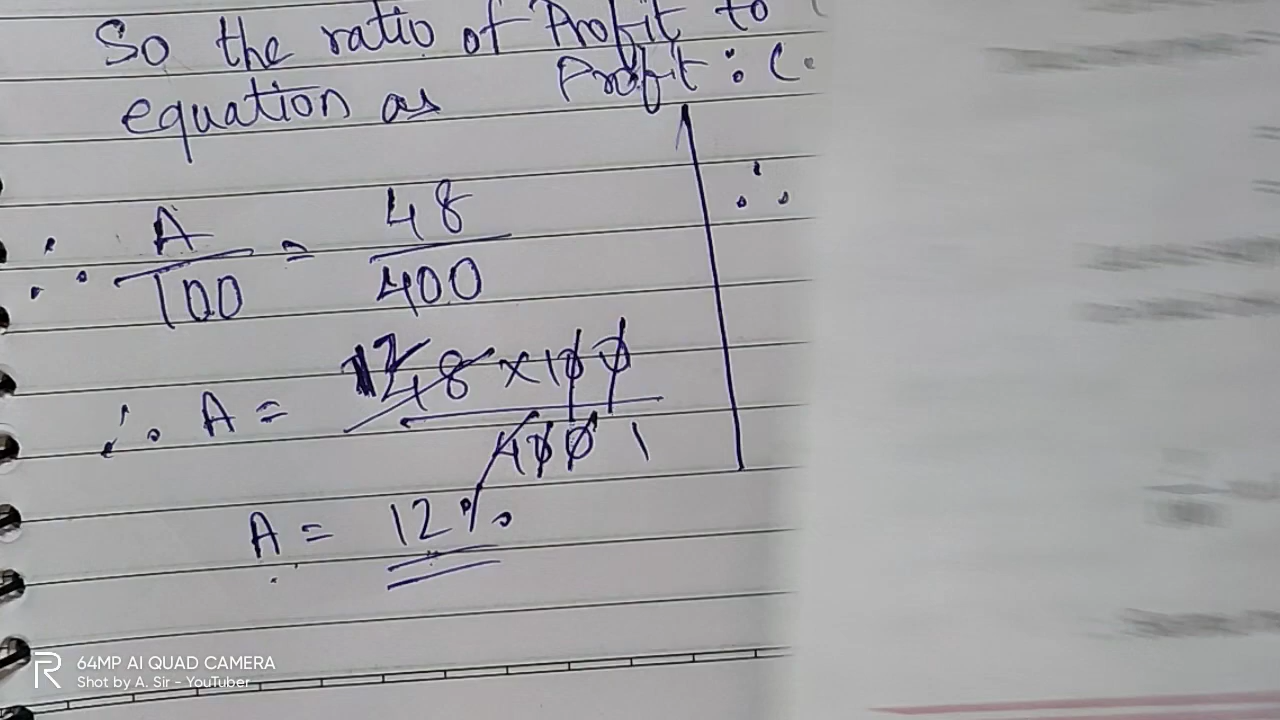 So the ratio of Profit to
equation as Profit :
∴ A/100 = 48/400
∴
∴ A = 12 48 × 100 / 400 1
A = 12%
64MP AI QUAD CAMERA
Shot by A. Sir - YouTuber